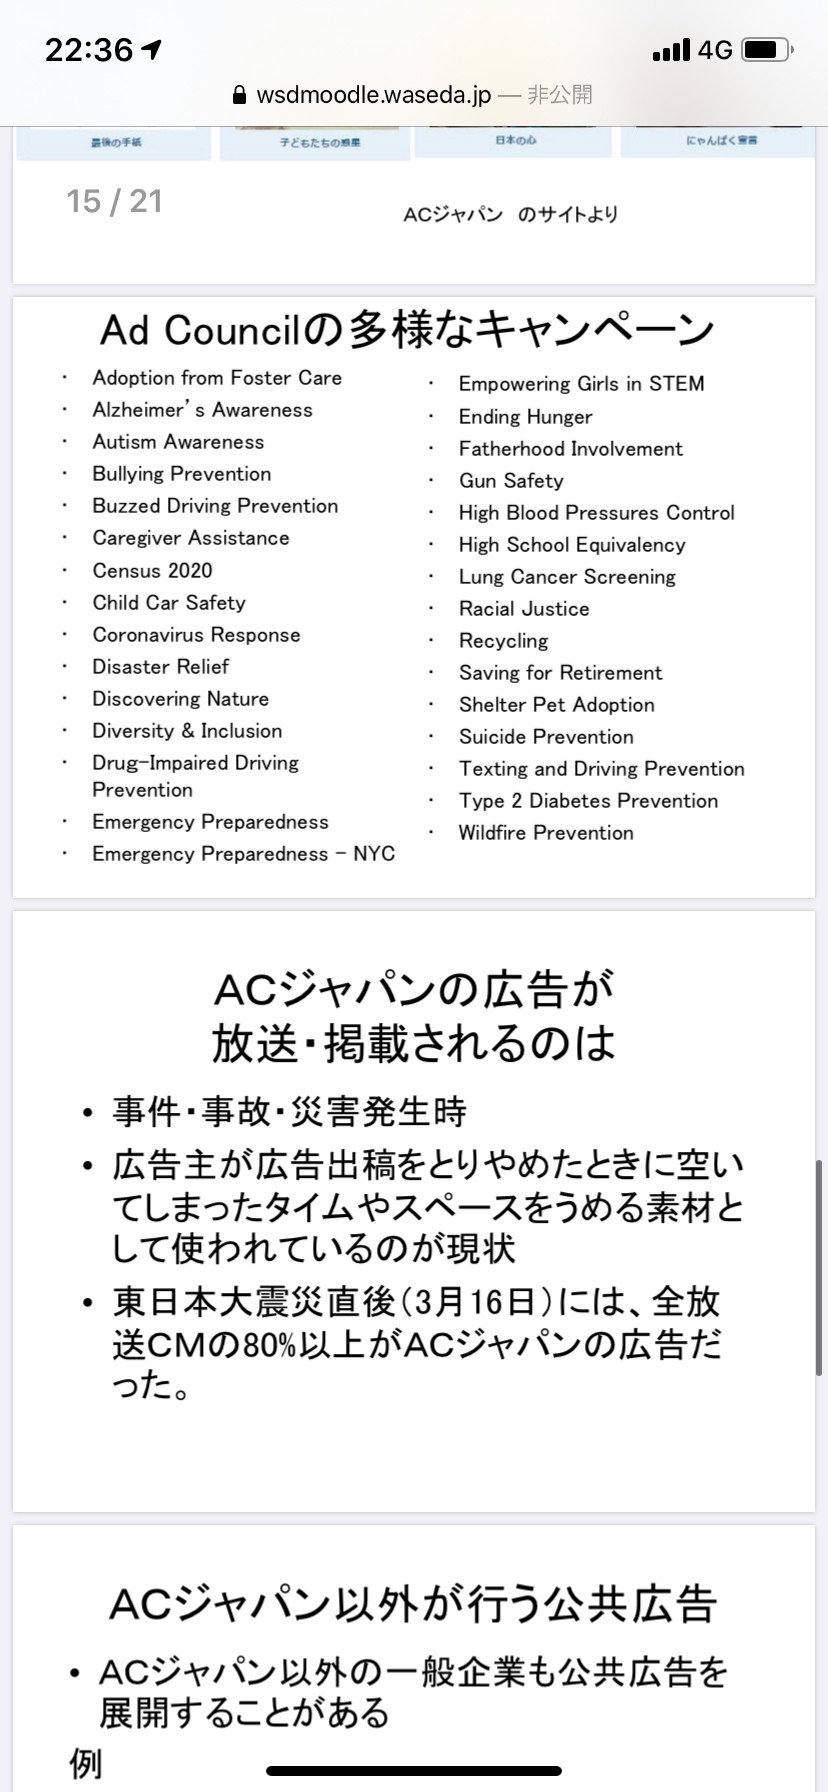 22:36
4G
wsdmoodle.waseda.jp — 非公開
最後の手紙
子どもたちの惑星
日本の心
にゃんぱく宣言
15 / 21
ACジャパン のサイトより
Ad Councilの多様なキャンペーン
・ Adoption from Foster Care
・ Alzheimer's Awareness
・ Autism Awareness
・ Bullying Prevention
・ Buzzed Driving Prevention
・ Caregiver Assistance
・ Census 2020
・ Child Car Safety
・ Coronavirus Response
・ Disaster Relief
・ Discovering Nature
・ Diversity & Inclusion
・ Drug-Impaired Driving
Prevention
・ Emergency Preparedness
・ Emergency Preparedness - NYC
・ Empowering Girls in STEM
・ Ending Hunger
・ Fatherhood Involvement
・ Gun Safety
・ High Blood Pressures Control
・ High School Equivalency
・ Lung Cancer Screening
・ Racial Justice
・ Recycling
・ Saving for Retirement
・ Shelter Pet Adoption
・ Suicide Prevention
・ Texting and Driving Prevention
・ Type 2 Diabetes Prevention
・ Wildfire Prevention
ACジャパンの広告が
放送・掲載されるのは
• 事件・事故・災害発生時
• 広告主が広告出稿をとりやめたときに空い
てしまったタイムやスペースをうめる素材と
して使われているのが現状
• 東日本大震災直後(3月16日)には、全放
送CMの80%以上がACジャパンの広告だ
った。
ACジャパン以外が行う公共広告
• ACジャパン以外の一般企業も公共広告を
展開することがある
例